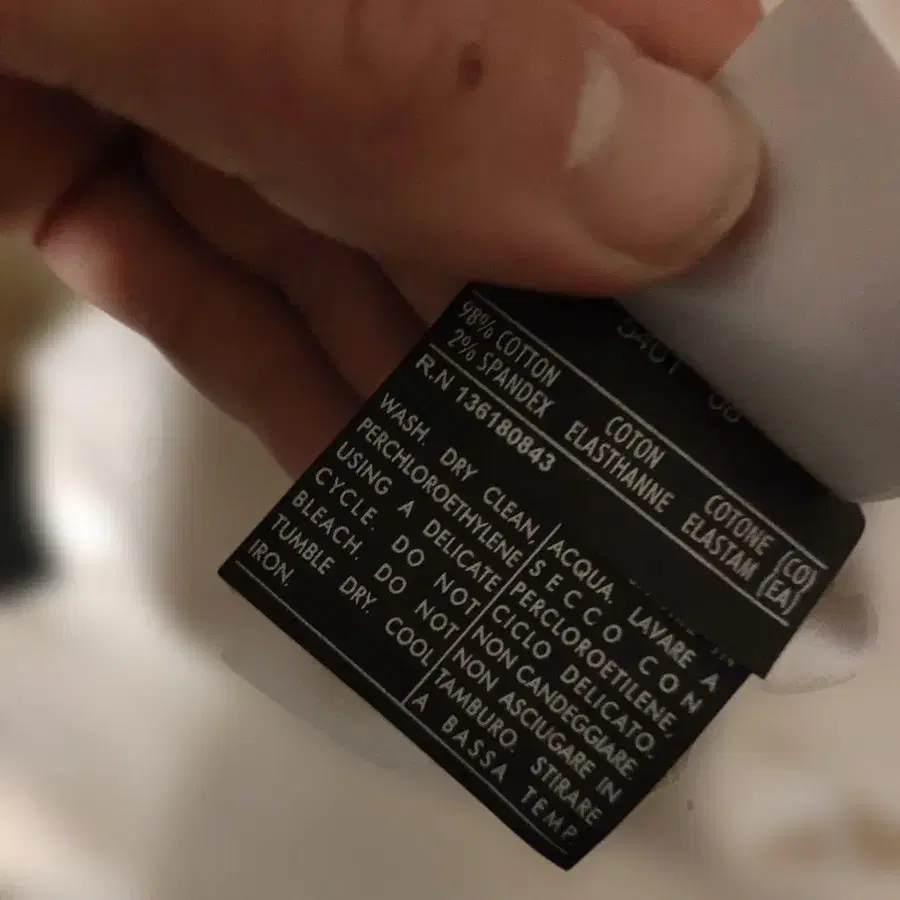 98% COTTON COTON COTONE (CO)
2% SPANDEX ELASTHANNE ELASTAM (EA)
R.N 136180843
WASH. DRY CLEAN,
PERCHLOROETHYLENE
USING A DELICATE
CYCLE. DO NOT
BLEACH. DO NOT
TUMBLE DRY. COOL
IRON.
ACQUA. LAVARE A
SECCO CON
PERCLOROETILENE,
CICLO DELICATO.
NON CANDEGGIARE.
NON ASCIUGARE IN
TAMBURO. STIRARE
A BASSA TEMP.